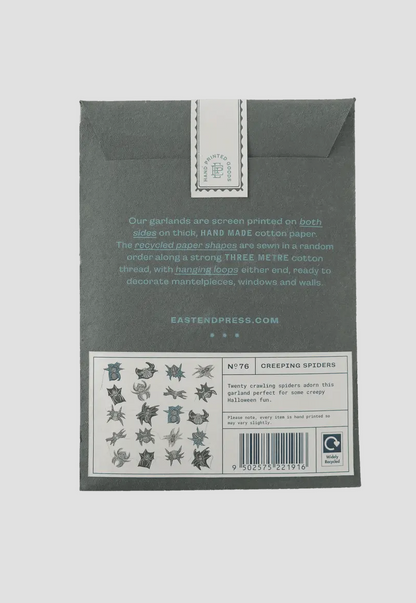 HAND PRINTED GOODS
Our garlands are screen printed on both
sides on thick, HAND MADE cotton paper.
The recycled paper shapes are sewn in a random
order along a strong THREE METRE cotton
thread, with hanging loops either end, ready to
decorate mantelpieces, windows and walls.
EASTENDPRESS.COM
Nº76 CREEPING SPIDERS
Twenty crawling spiders adorn this
garland perfect for some creepy
Halloween fun.
Please note, every item is hand printed so
may vary slightly.
9 502575 221916
Widely
Recycled